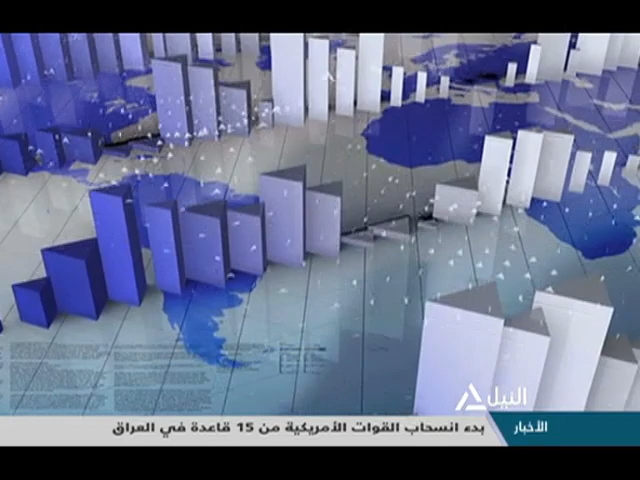 النيل
الأخبار
بدء انسحاب القوات الأمريكية من 15 قاعدة في العراق